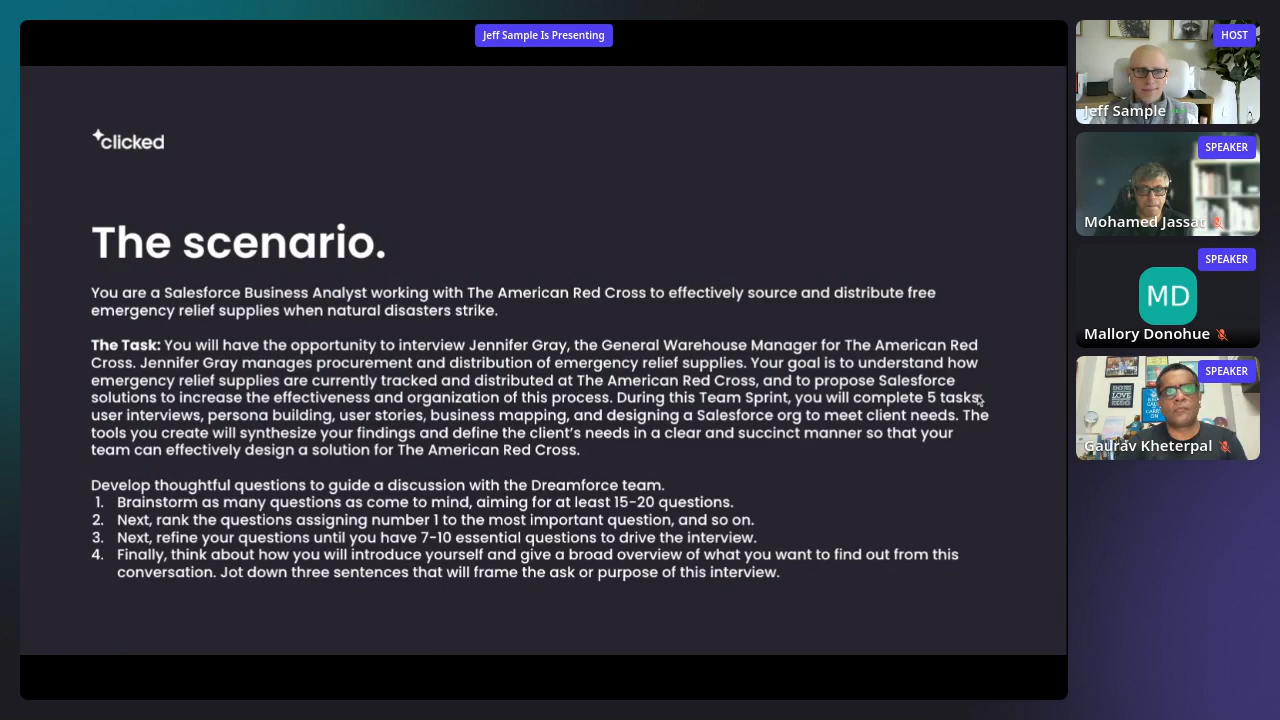 Jeff Sample Is Presenting
clicked
The scenario.
You are a Salesforce Business Analyst working with The American Red Cross to effectively source and distribute free
emergency relief supplies when natural disasters strike.
The Task: You will have the opportunity to interview Jennifer Gray, the General Warehouse Manager for The American Red
Cross. Jennifer Gray manages procurement and distribution of emergency relief supplies. Your goal is to understand how
emergency relief supplies are currently tracked and distributed at The American Red Cross, and to propose Salesforce
solutions to increase the effectiveness and organization of this process. During this Team Sprint, you will complete 5 tasks:
user interviews, persona building, user stories, business mapping, and designing a Salesforce org to meet client needs. The
tools you create will synthesize your findings and define the client's needs in a clear and succinct manner so that your
team can effectively design a solution for The American Red Cross.
Develop thoughtful questions to guide a discussion with the Dreamforce team.
1. Brainstorm as many questions as come to mind, aiming for at least 15-20 questions.
2. Next, rank the questions assigning number 1 to the most important question, and so on.
3. Next, refine your questions until you have 7-10 essential questions to drive the interview.
4. Finally, think about how you will introduce yourself and give a broad overview of what you want to find out from this
conversation. Jot down three sentences that will frame the ask or purpose of this interview.
HOST
Jeff Sample
SPEAKER
Mohamed Jassat
SPEAKER
MD
Mallory Donohue
SPEAKER
Gaurav Kheterpal